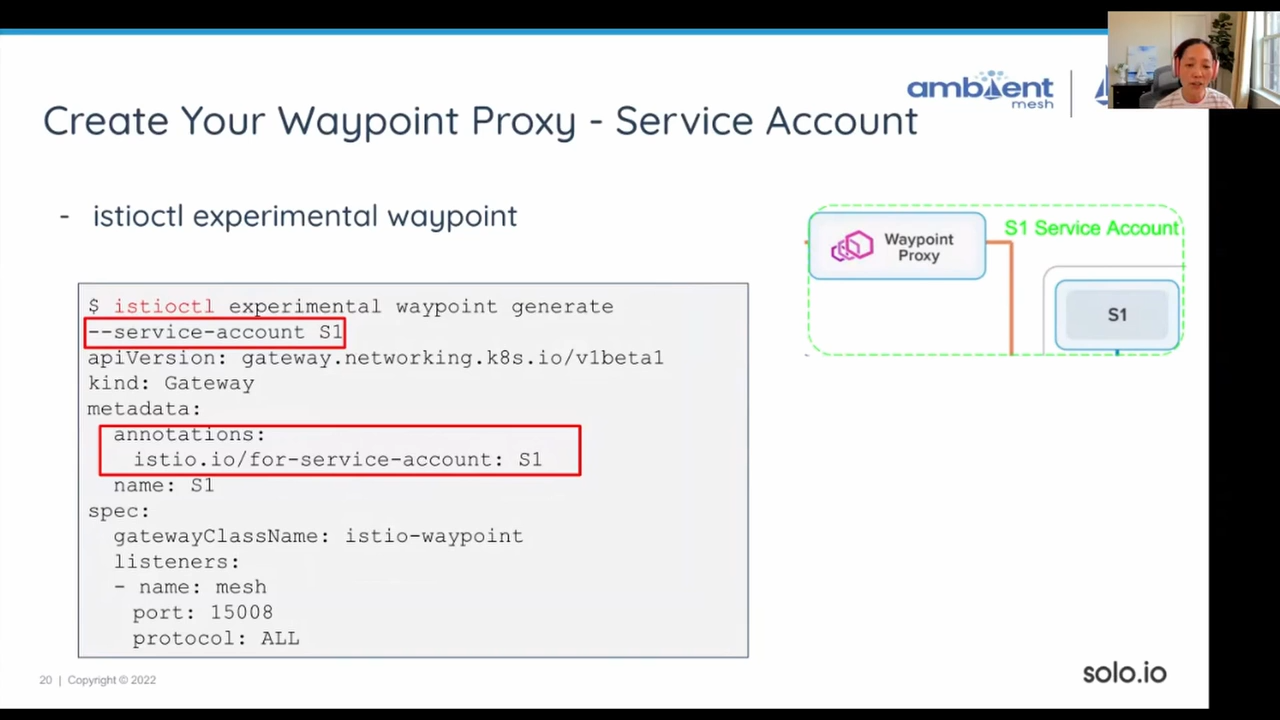 ambient
mesh
Create Your Waypoint Proxy - Service Account
- istioctl experimental waypoint
$ istioctl experimental waypoint generate
--service-account S1
apiVersion: gateway.networking.k8s.io/v1beta1
kind: Gateway
metadata:
annotations:
istio.io/for-service-account: S1
name: S1
spec:
gatewayClassName: istio-waypoint
listeners:
- name: mesh
port: 15008
protocol: ALL
Waypoint
Proxy
S1 Service Account
S1
20 | Copyright © 2022
solo.io